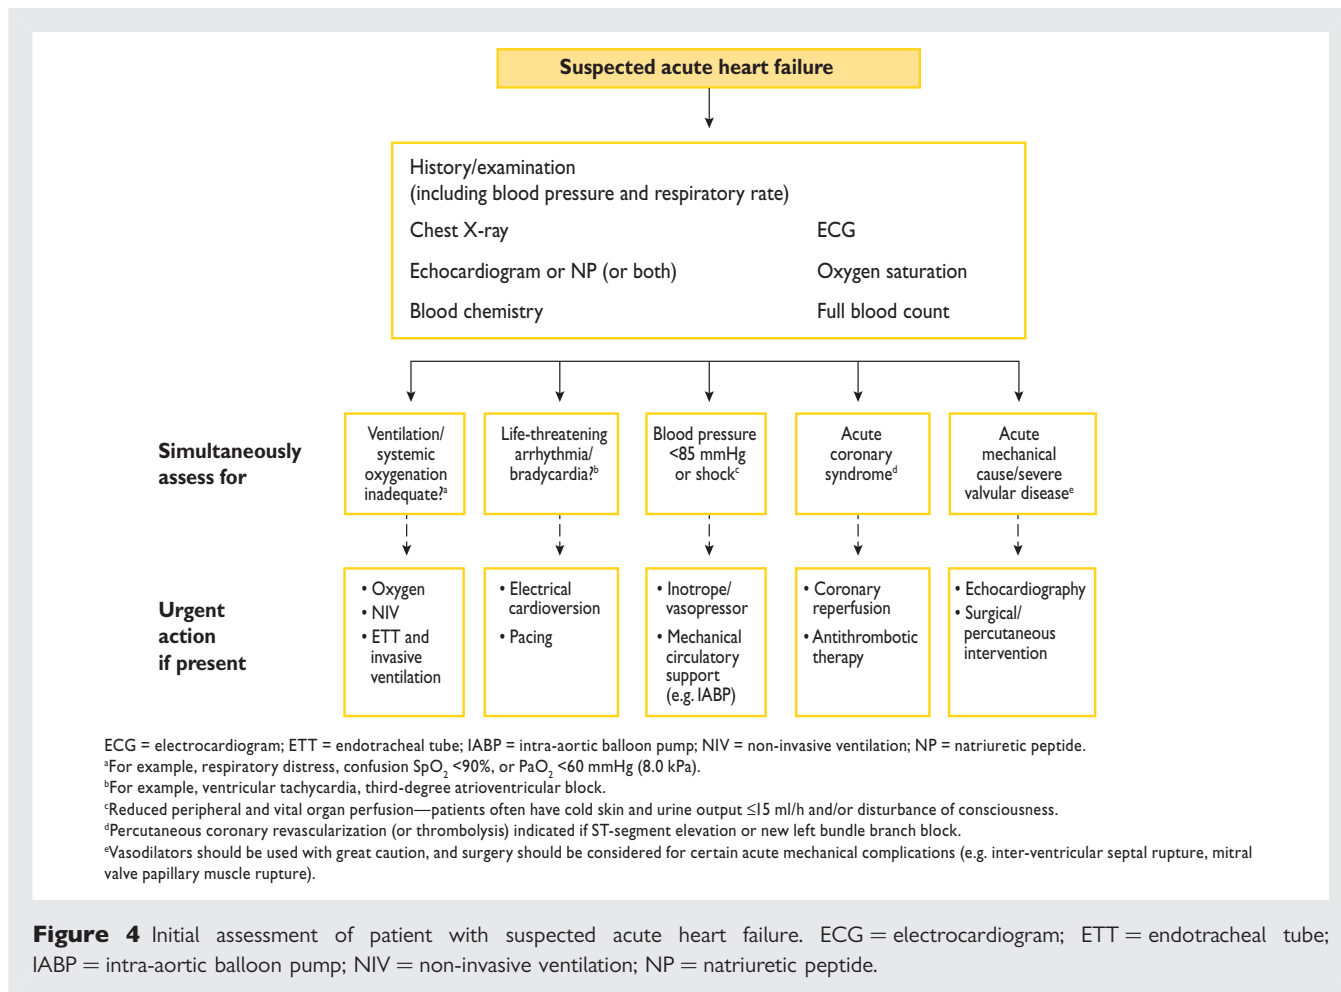 Suspected acute heart failure
History/examination
(including blood pressure and respiratory rate)
Chest X-ray
ECG
Echocardiogram or NP (or both)
Oxygen saturation
Blood chemistry
Full blood count
Simultaneously
assess for
Ventilation/
systemic
oxygenation
inadequate?ᵃ
Life-threatening
arrhythmia/
bradycardia?ᵇ
Blood pressure
<85 mmHg
or shockᶜ
Acute
coronary
syndromeᵈ
Acute
mechanical
cause/severe
valvular diseaseᵉ
Urgent
action
if present
• Oxygen
• NIV
• ETT and
invasive
ventilation
• Electrical
cardioversion
• Pacing
• Inotrope/
vasopressor
• Mechanical
circulatory
support
(e.g. IABP)
• Coronary
reperfusion
• Antithrombotic
therapy
• Echocardiography
• Surgical/
percutaneous
intervention
ECG = electrocardiogram; ETT = endotracheal tube; IABP = intra-aortic balloon pump; NIV = non-invasive ventilation; NP = natriuretic peptide.
ᵃFor example, respiratory distress, confusion SpO₂ <90%, or PaO₂ <60 mmHg (8.0 kPa).
ᵇFor example, ventricular tachycardia, third-degree atrioventricular block.
ᶜReduced peripheral and vital organ perfusion—patients often have cold skin and urine output ≤15 ml/h and/or disturbance of consciousness.
ᵈPercutaneous coronary revascularization (or thrombolysis) indicated if ST-segment elevation or new left bundle branch block.
ᵉVasodilators should be used with great caution, and surgery should be considered for certain acute mechanical complications (e.g. inter-ventricular septal rupture, mitral
valve papillary muscle rupture).
Figure 4 Initial assessment of patient with suspected acute heart failure. ECG = electrocardiogram; ETT = endotracheal tube;
IABP = intra-aortic balloon pump; NIV = non-invasive ventilation; NP = natriuretic peptide.